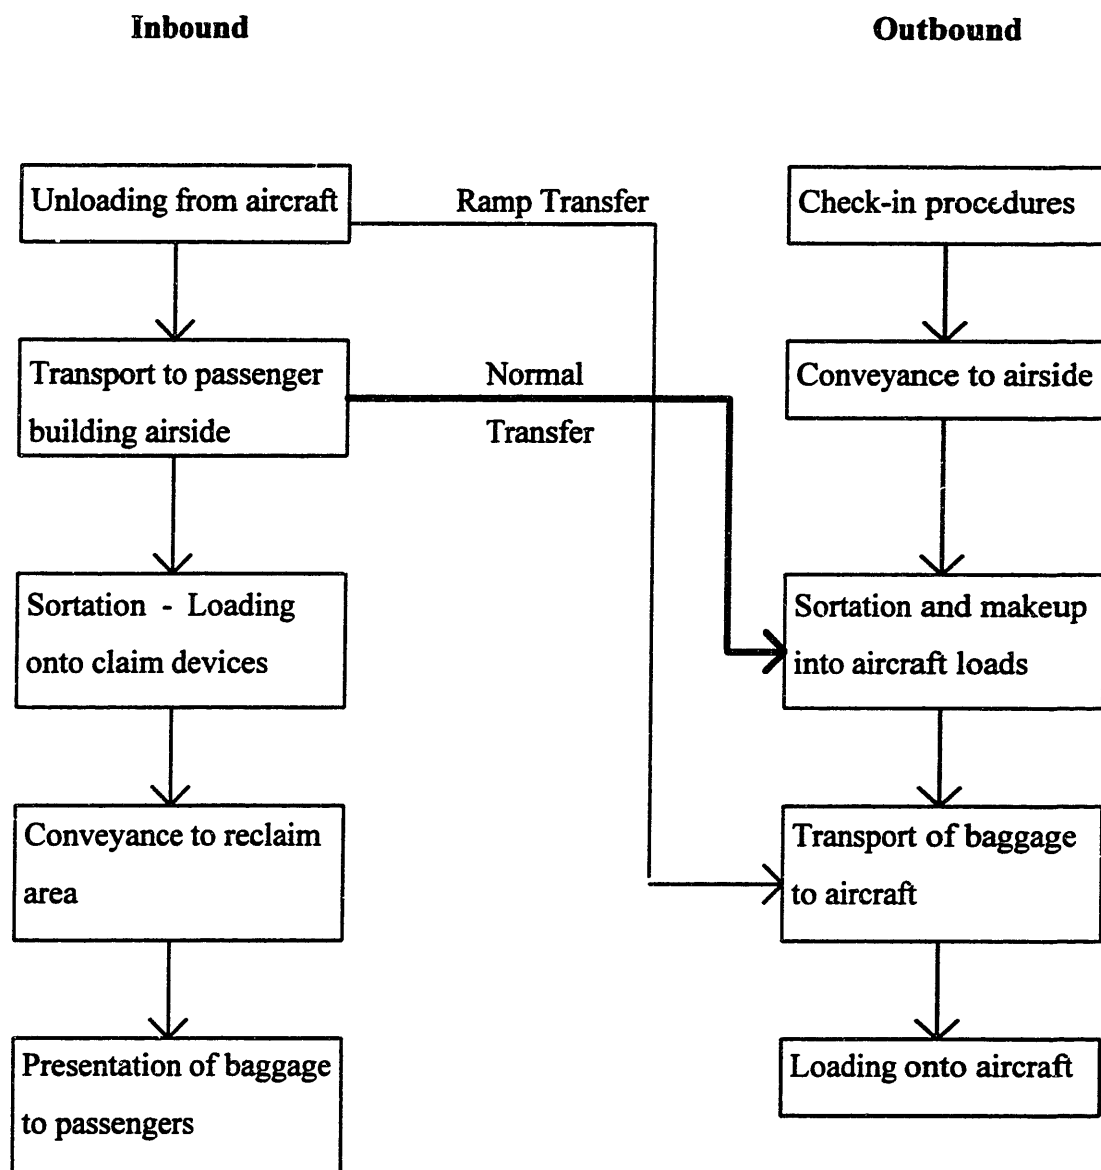 Inbound
Outbound
Unloading from aircraft
Ramp Transfer
Check-in procedures
Transport to passenger
building airside
Normal
Transfer
Conveyance to airside
Sortation - Loading
onto claim devices
Sortation and makeup
into aircraft loads
Conveyance to reclaim
area
Transport of baggage
to aircraft
Presentation of baggage
to passengers
Loading onto aircraft